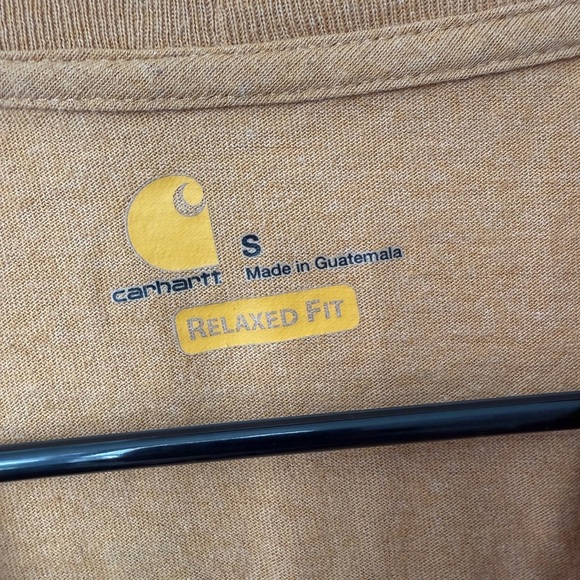 S
carhartt Made in Guatemala
RELAXED FIT